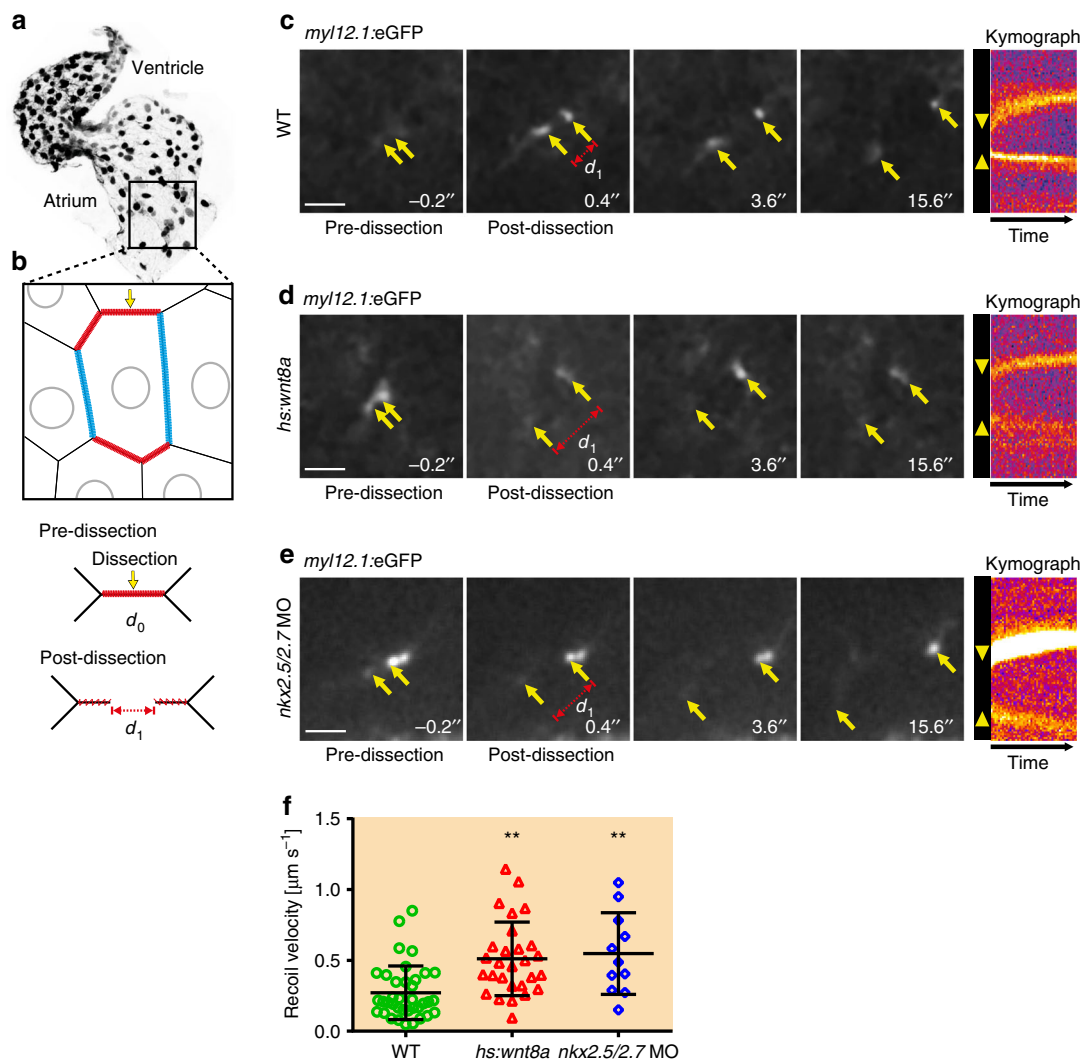 a
Ventricle
Atrium
b
Pre-dissection
Dissection
d0
Post-dissection
d1
c
myl12.1:eGFP
Kymograph
WT
d1
−0.2′′
0.4′′
3.6′′
15.6′′
Pre-dissection
Post-dissection
Time
d
myl12.1:eGFP
Kymograph
hs:wnt8a
d1
−0.2′′
0.4′′
3.6′′
15.6′′
Pre-dissection
Post-dissection
Time
e
myl12.1:eGFP
Kymograph
nkx2.5/2.7 MO
d1
−0.2′′
0.4′′
3.6′′
15.6′′
Pre-dissection
Post-dissection
Time
f
Recoil velocity [μm s−1]
1.5
1.0
0.5
0.0
** **
WT hs:wnt8a nkx2.5/2.7 MO